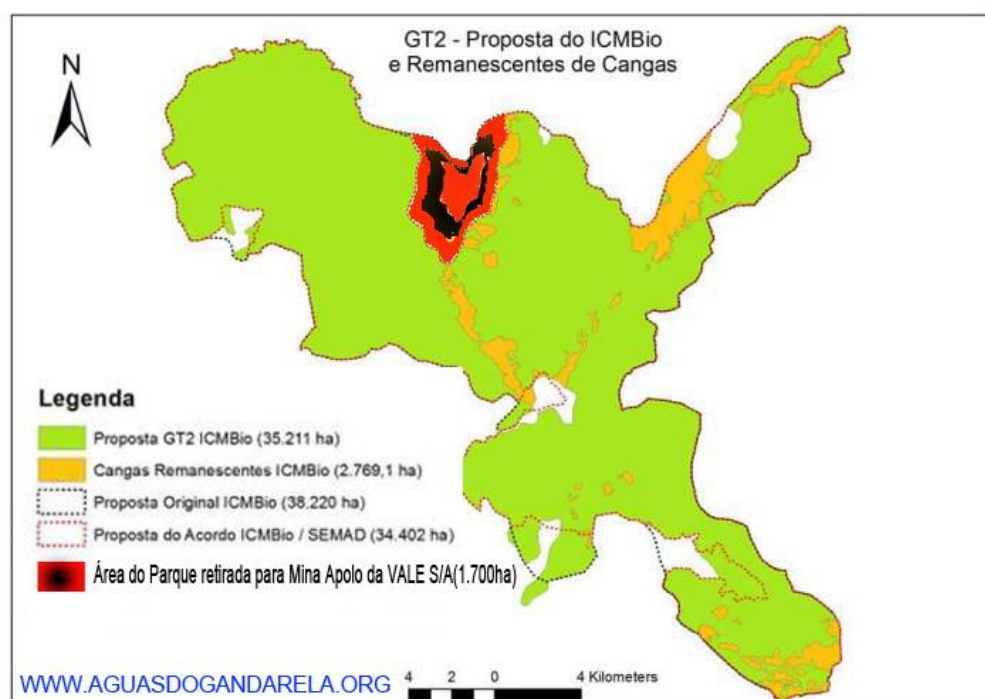 GT2 - Proposta do ICMBio
e Remanescentes de Cangas
N
Legenda
Proposta GT2 ICMBio (35.211 ha)
Cangas Remanescentes ICMBio (2.769,1 ha)
Proposta Original ICMBio (38.220 ha)
Proposta do Acordo ICMBio / SEMAD (34.402 ha)
Área do Parque retirada para Mina Apolo da VALE S/A(1.700ha)
WWW.AGUASDOGANDARELA.ORG
4 2 0 4 Kilometers